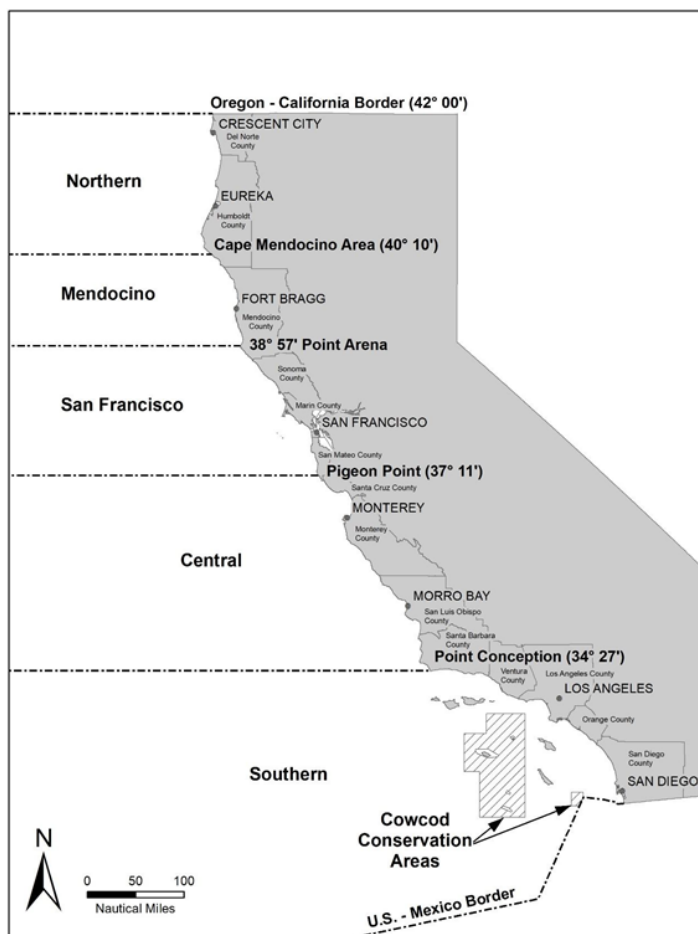 Oregon - California Border (42° 00')
CRESCENT CITY
Del Norte
County
Northern
EUREKA
Humboldt
County
Cape Mendocino Area (40° 10')
Mendocino
FORT BRAGG
Mendocino
County
38° 57' Point Arena
Sonoma
County
San Francisco
Marin County
SAN FRANCISCO
San Mateo County
Pigeon Point (37° 11')
Santa Cruz County
MONTEREY
Monterey
County
Central
MORRO BAY
San Luis Obispo
County
Santa Barbara
County
Point Conception (34° 27')
Ventura
County
Los Angeles County
LOS ANGELES
Orange County
San Diego
County
Southern
SAN DIEGO
Cowcod
Conservation
Areas
N
0 50 100
Nautical Miles
U.S. - Mexico Border